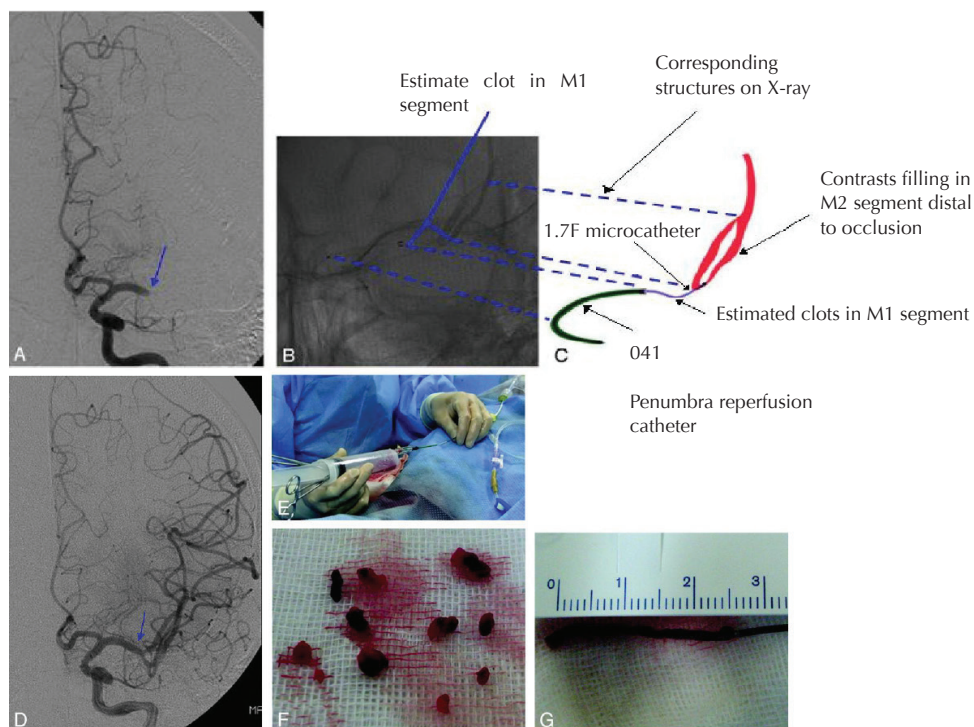 Estimate clot in M1
segment
Corresponding
structures on X-ray
Contrasts filling in
M2 segment distal
to occlusion
1.7F microcatheter
Estimated clots in M1 segment
041
Penumbra reperfusion
catheter
A
B
C
D
E
F
0 1 2 3
G